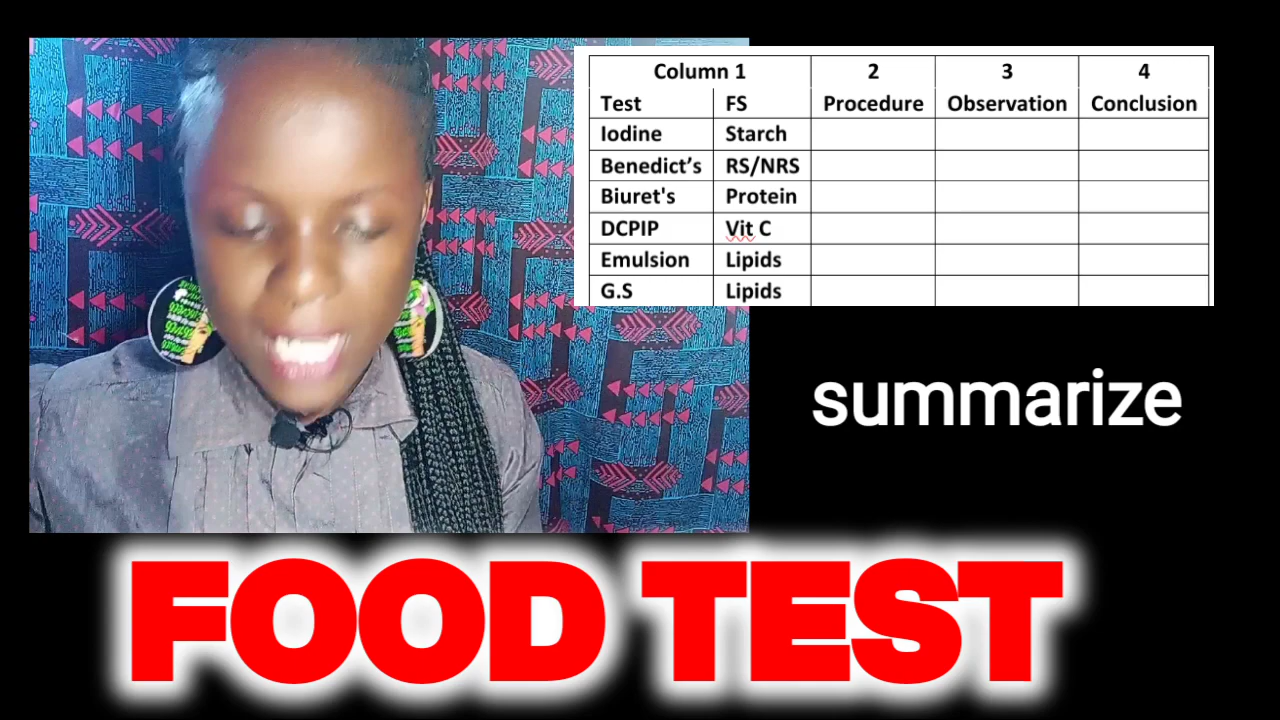 Column 1 2 3 4
Test FS Procedure Observation Conclusion
Iodine Starch
Benedict’s RS/NRS
Biuret's Protein
DCPIP Vit C
Emulsion Lipids
G.S Lipids
summarize
FOOD TEST